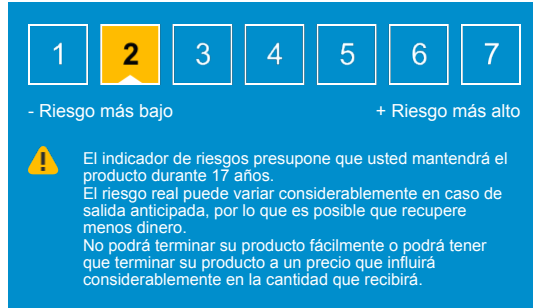 1 2 3 4 5 6 7
- Riesgo más bajo + Riesgo más alto
El indicador de riesgos presupone que usted mantendrá el
producto durante 17 años.
El riesgo real puede variar considerablemente en caso de
salida anticipada, por lo que es posible que recupere
menos dinero.
No podrá terminar su producto fácilmente o podrá tener
que terminar su producto a un precio que influirá
considerablemente en la cantidad que recibirá.